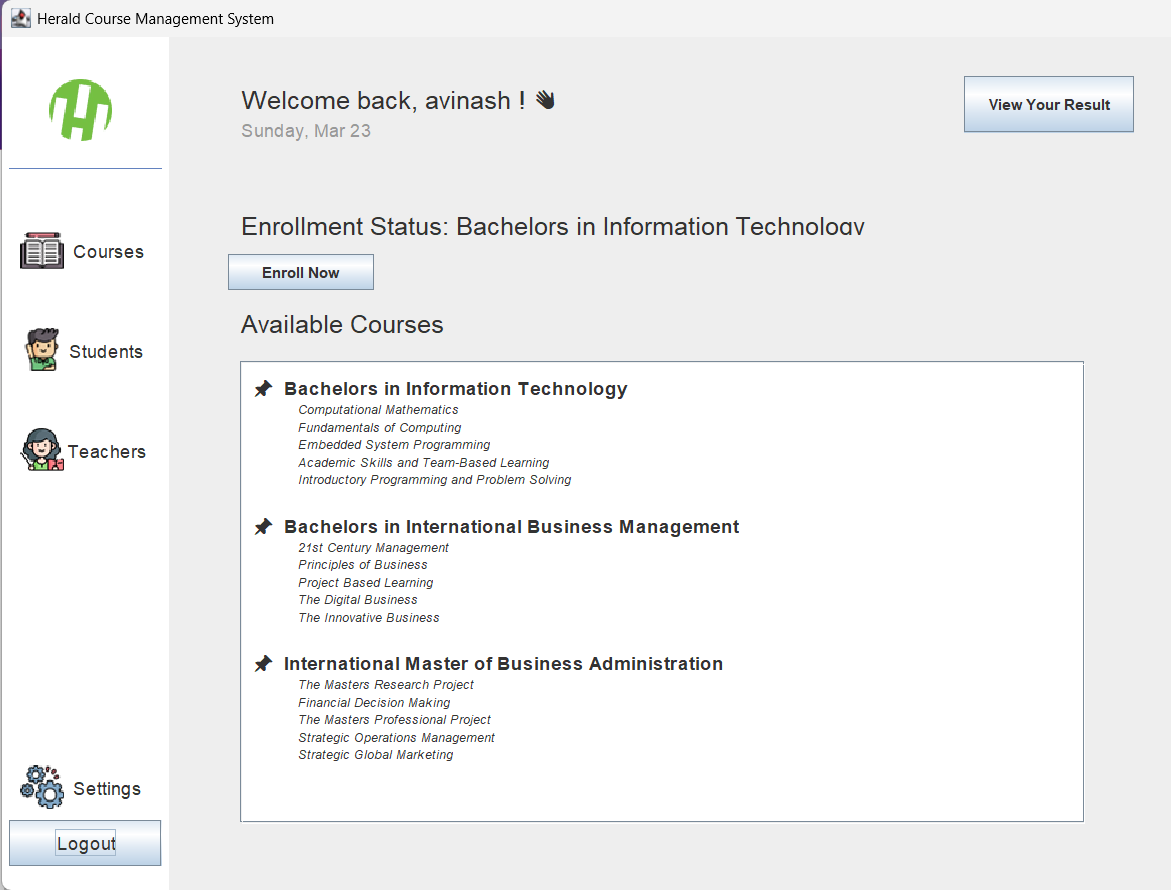 Herald Course Management System
Welcome back, avinash ! 👋
Sunday, Mar 23
View Your Result
Enrollment Status: Bachelors in Information Technology
Enroll Now
Available Courses
Courses
Students
Teachers
Settings
Logout
📌 Bachelors in Information Technology
Computational Mathematics
Fundamentals of Computing
Embedded System Programming
Academic Skills and Team-Based Learning
Introductory Programming and Problem Solving
📌 Bachelors in International Business Management
21st Century Management
Principles of Business
Project Based Learning
The Digital Business
The Innovative Business
📌 International Master of Business Administration
The Masters Research Project
Financial Decision Making
The Masters Professional Project
Strategic Operations Management
Strategic Global Marketing